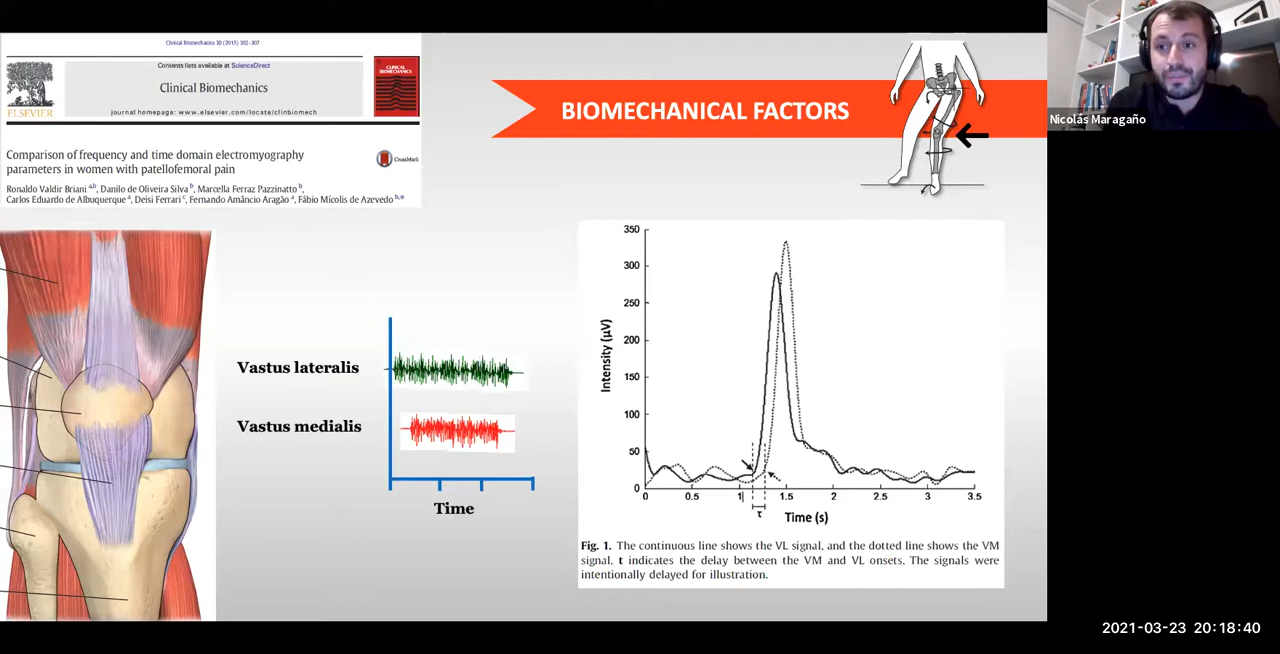 Clinical Biomechanics 30 (2015) 302–307
Contents lists available at ScienceDirect
Clinical Biomechanics
journal homepage: www.elsevier.com/locate/clinbiomech
ELSEVIER
CLINICAL
BIOMECHANICS
Comparison of frequency and time domain electromyography
parameters in women with patellofemoral pain
CrossMark
Ronaldo Valdir Briani a,b, Danilo de Oliveira Silva b, Marcella Ferraz Pazzinatto b,
Carlos Eduardo de Albuquerque a, Deisi Ferrari c, Fernando Amâncio Aragão a, Fábio Mícolis de Azevedo b,*
BIOMECHANICAL FACTORS
Nicolás Maragaño
Vastus lateralis
Vastus medialis
Time
350
300
250
200
150
100
50
0
Intensity (µV)
0 0.5 1 1.5 2 2.5 3 3.5
τ
Time (s)
Fig. 1. The continuous line shows the VL signal, and the dotted line shows the VM
signal. t indicates the delay between the VM and VL onsets. The signals were
intentionally delayed for illustration.
2021-03-23 20:18:40